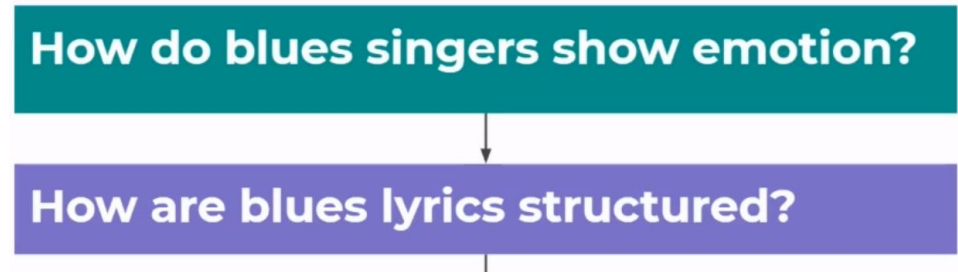 How do blues singers show emotion?
How are blues lyrics structured?